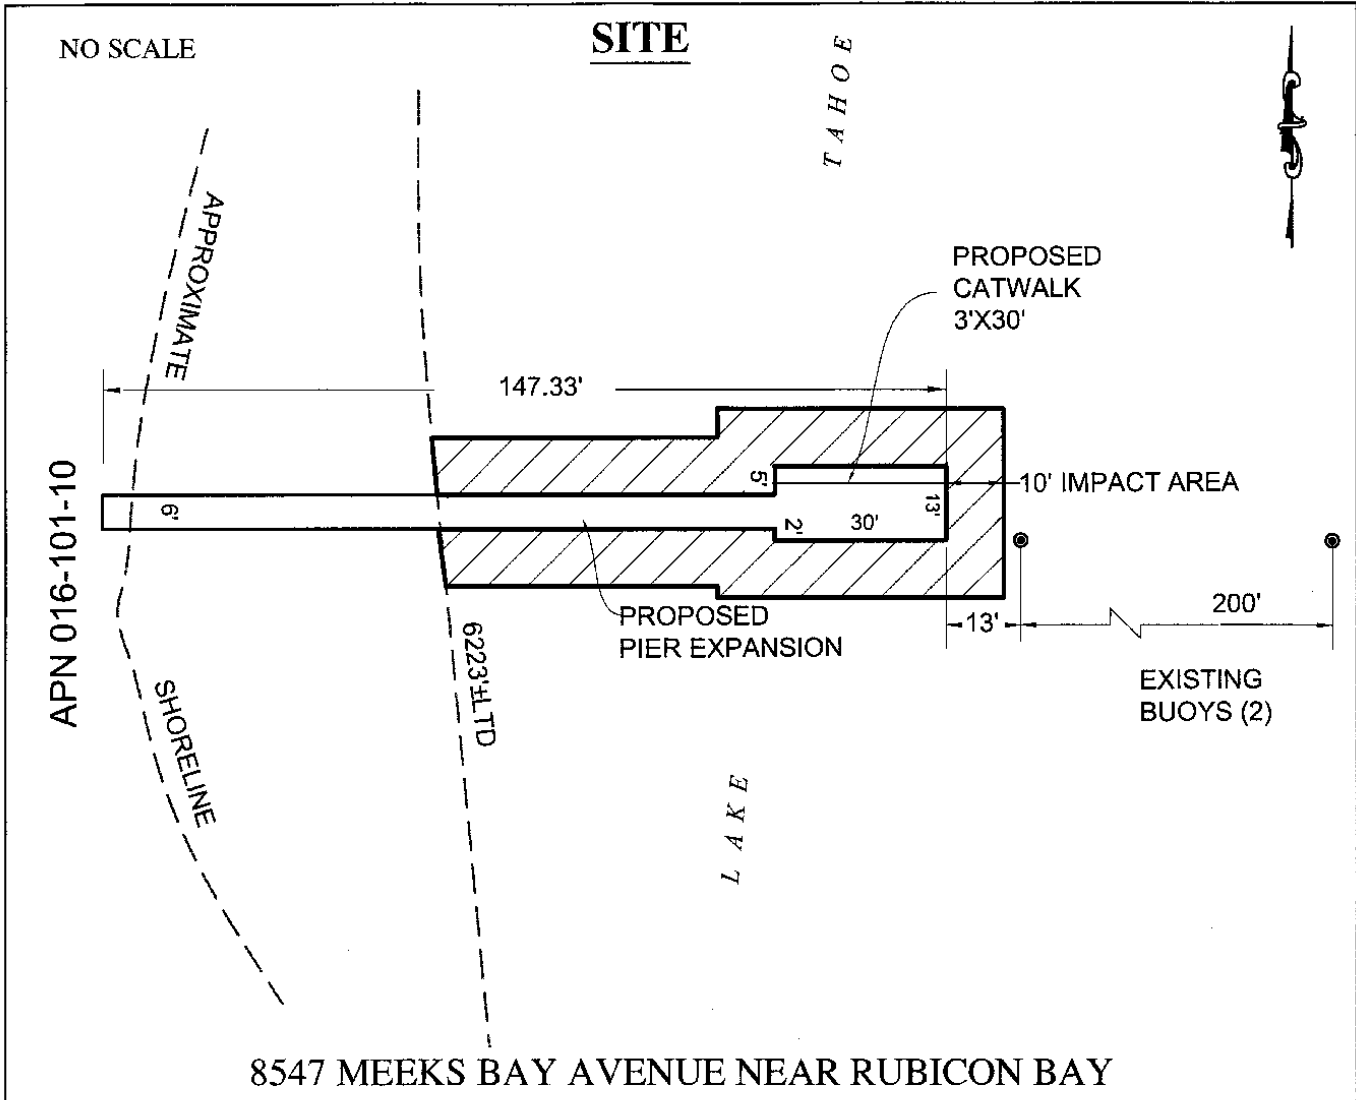 NO SCALE
SITE
TAHOE
APPROXIMATE
PROPOSED
CATWALK
3'X30'
147.33'
APN 016-101-10
6'
5'
2'
30'
13'
10' IMPACT AREA
PROPOSED
PIER EXPANSION
13'
200'
6223'±LTD
EXISTING
BUOYS (2)
SHORELINE
LAKE
8547 MEEKS BAY AVENUE NEAR RUBICON BAY